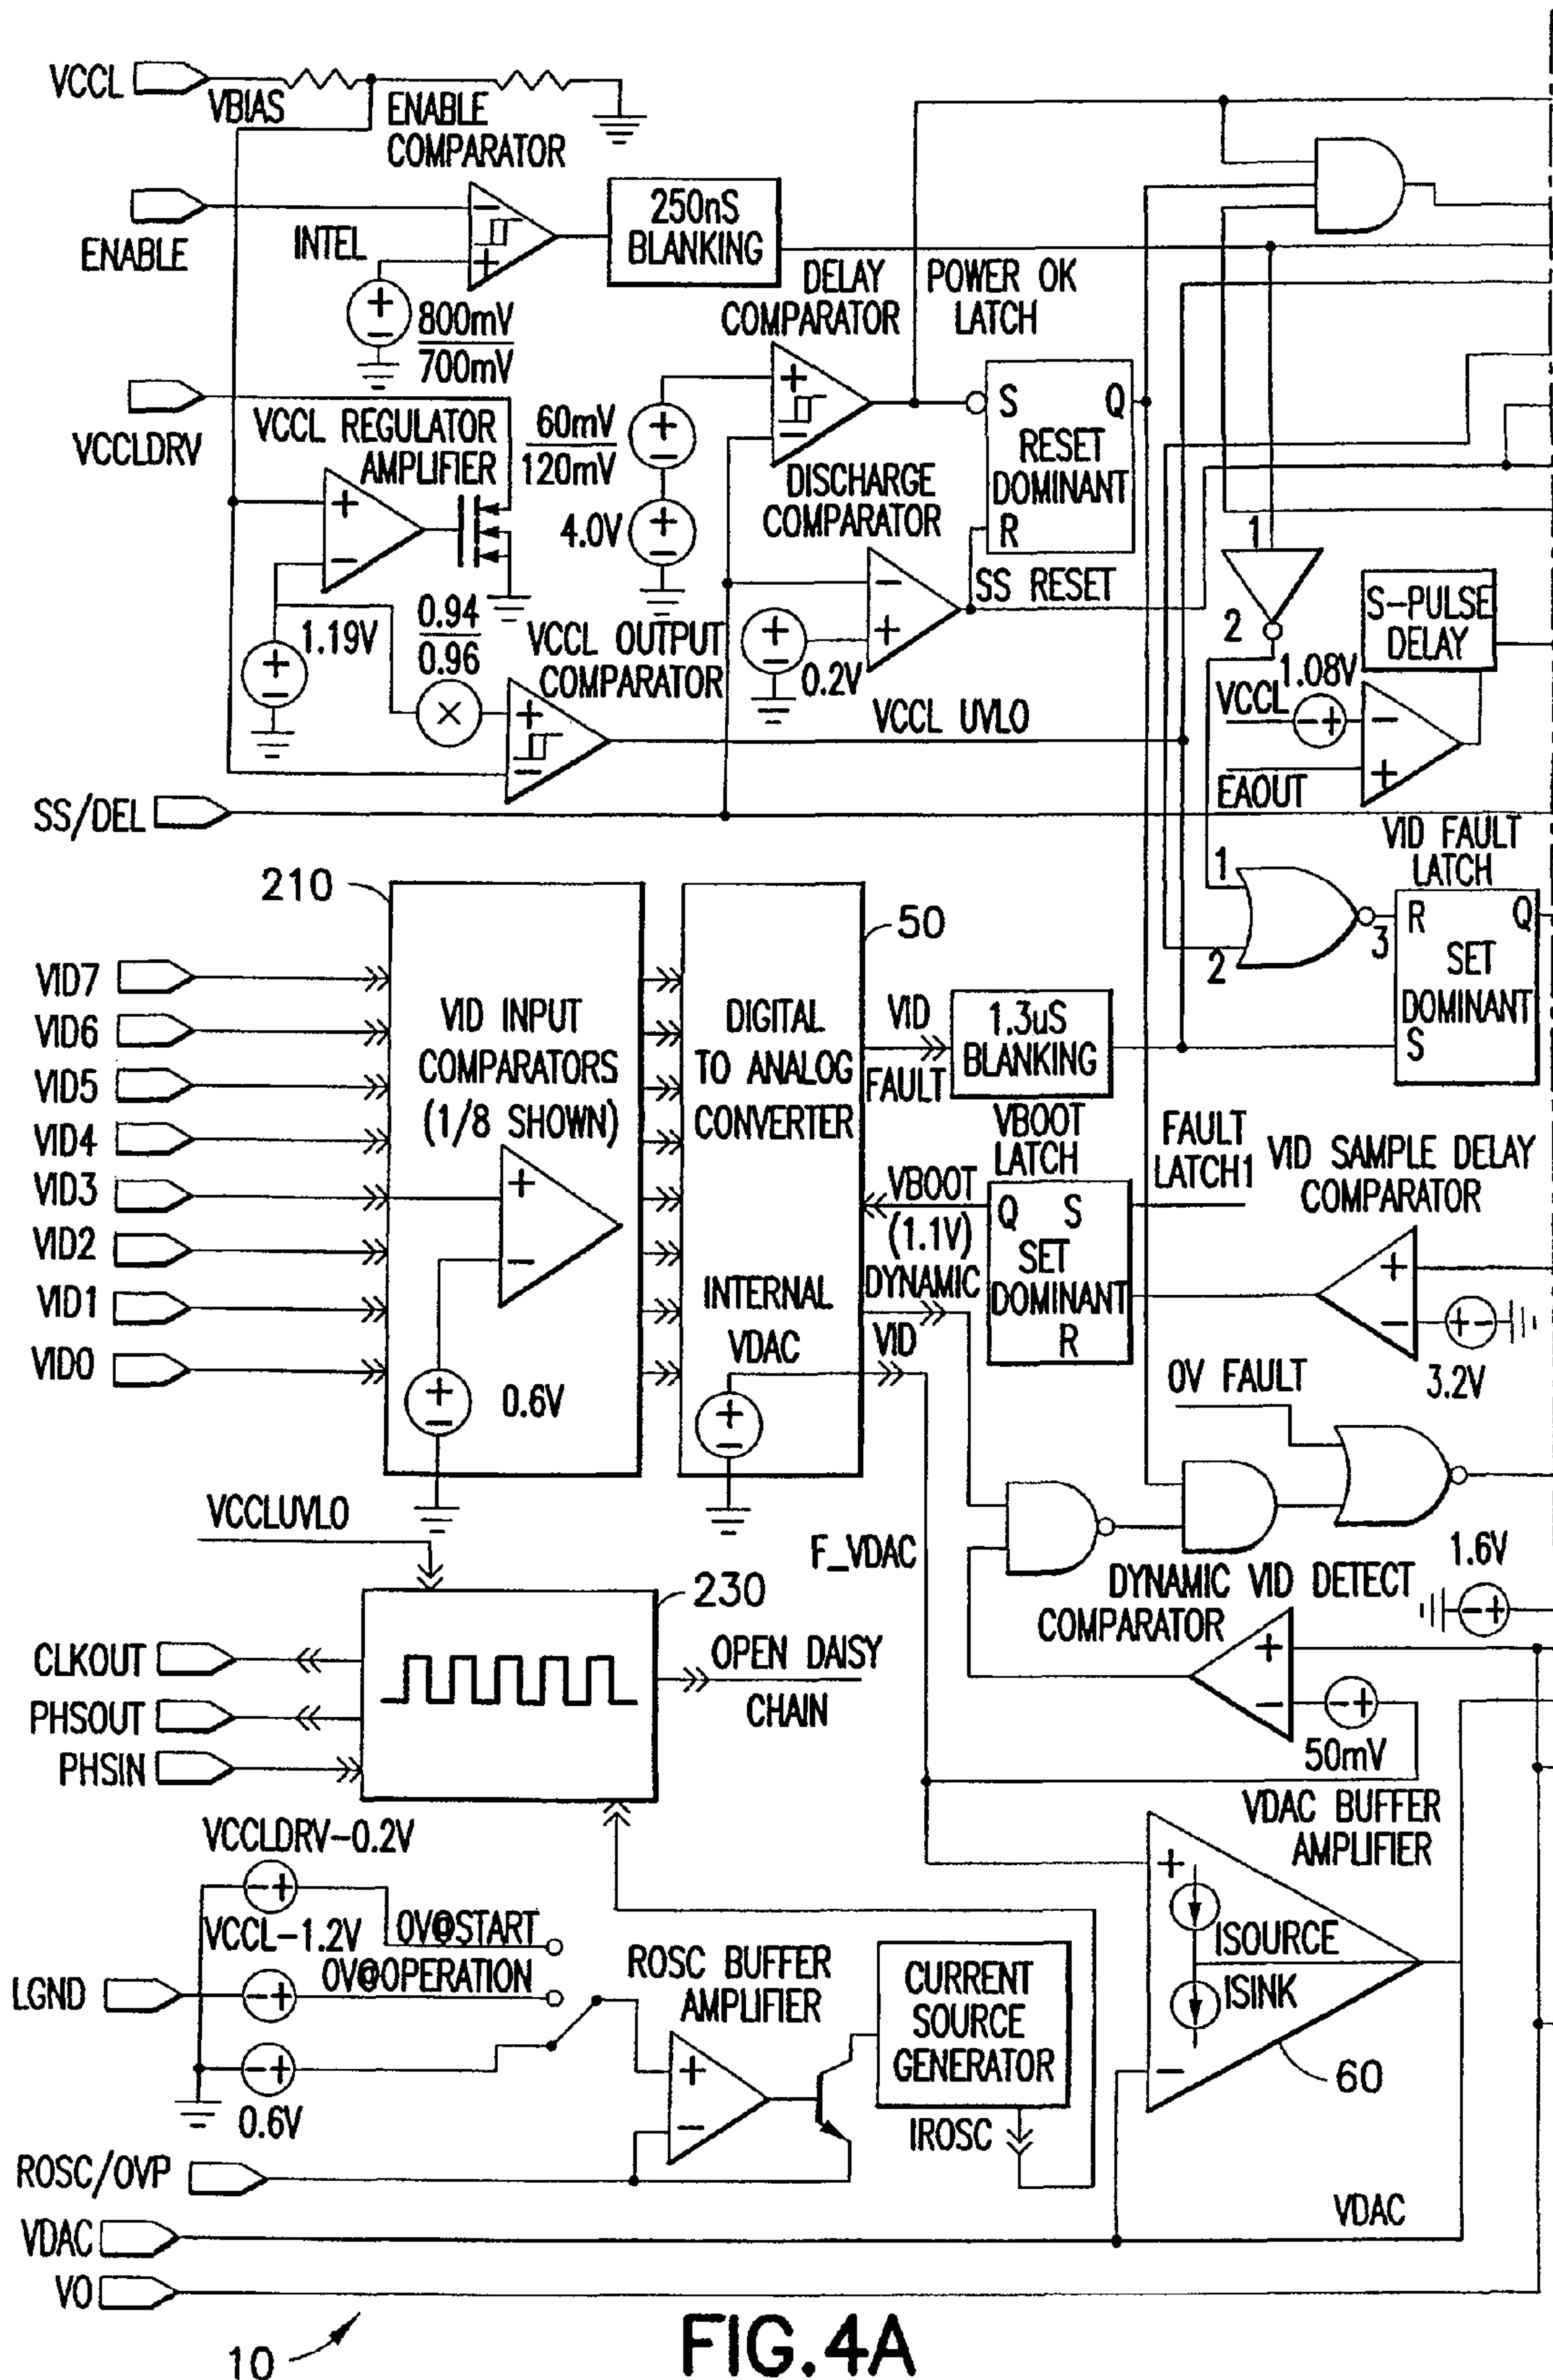 VCCL
VBIAS
ENABLE
COMPARATOR
ENABLE
INTEL
−
+
250nS
BLANKING
+
−
800mV
700mV
DELAY
COMPARATOR
POWER OK
LATCH
VCCLDRV
VCCL REGULATOR
AMPLIFIER
+
−
60mV
120mV
+
−
+
−
4.0V
+
−
S
Q
RESET
DOMINANT
R
DISCHARGE
COMPARATOR
−
+
SS RESET
+
−
0.2V
+
−
1.19V
0.94
0.96
×
VCCL OUTPUT
COMPARATOR
+
−
VCCL UVLO
1
2
S-PULSE
DELAY
1.08V
VCCL
−+
−
+
EAOUT
SS/DEL
VID FAULT
LATCH
1
2
3
R
Q
SET
DOMINANT
S
210
50
VID7
VID6
VID5
VID4
VID3
VID2
VID1
VID0
VID INPUT
COMPARATORS
(1/8 SHOWN)
+
−
+
−
0.6V
DIGITAL
TO ANALOG
CONVERTER
INTERNAL
VDAC
+
−
VID
FAULT
1.3uS
BLANKING
VBOOT
LATCH
FAULT
LATCH1
VID SAMPLE DELAY
COMPARATOR
VBOOT
(1.1V)
Q S
SET
DOMINANT
R
DYNAMIC
VID
+
−
+−
3.2V
OV FAULT
VCCLUVLO
F_VDAC
1.6V
−+
DYNAMIC VID DETECT
COMPARATOR
+
−
−+
50mV
230
CLKOUT
PHSOUT
PHSIN
OPEN DAISY
CHAIN
VDAC BUFFER
AMPLIFIER
+
ISOURCE
ISINK
−
60
VCCLDRV-0.2V
−+
VCCL-1.2V
OV@START
OV@OPERATION
LGND
−+
−+
0.6V
ROSC BUFFER
AMPLIFIER
+
−
CURRENT
SOURCE
GENERATOR
IROSC
ROSC/OVP
VDAC
VDAC
VO
10
FIG.4A